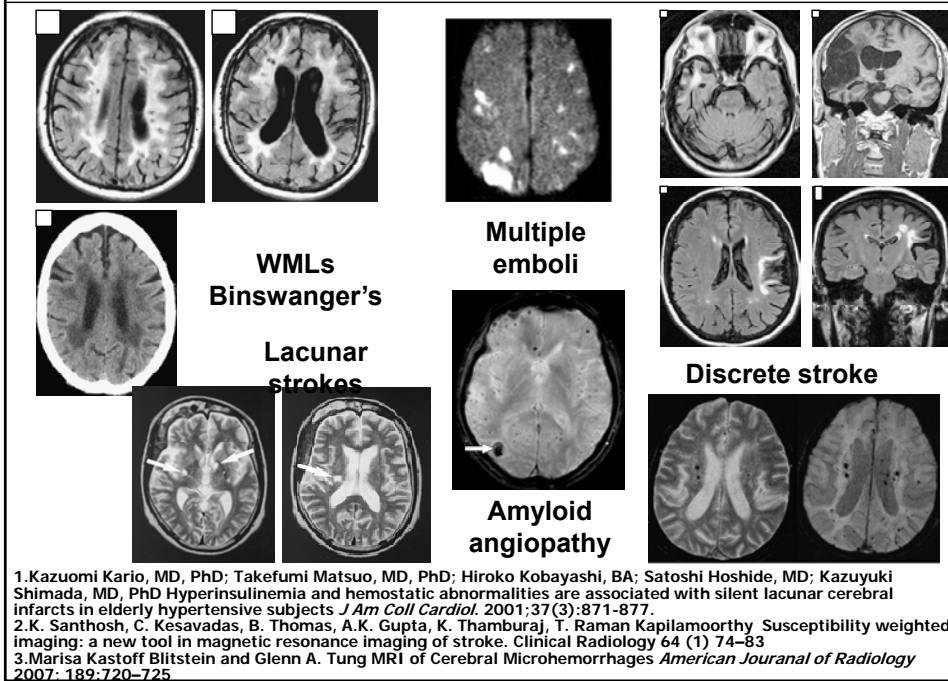 WMLs
Binswanger's
Lacunar
strokes
Multiple
emboli
Amyloid
angiopathy
Discrete stroke
1.Kazuomi Kario, MD, PhD; Takefumi Matsuo, MD, PhD; Hiroko Kobayashi, BA; Satoshi Hoshide, MD; Kazuyuki
Shimada, MD, PhD Hyperinsulinemia and hemostatic abnormalities are associated with silent lacunar cerebral
infarcts in elderly hypertensive subjects J Am Coll Cardiol. 2001;37(3):871-877.
2.K. Santhosh, C. Kesavadas, B. Thomas, A.K. Gupta, K. Thamburaj, T. Raman Kapilamoorthy Susceptibility weighted
imaging: a new tool in magnetic resonance imaging of stroke. Clinical Radiology 64 (1) 74–83
3.Marisa Kastoff Blitstein and Glenn A. Tung MRI of Cerebral Microhemorrhages American Jouranal of Radiology
2007; 189:720–725